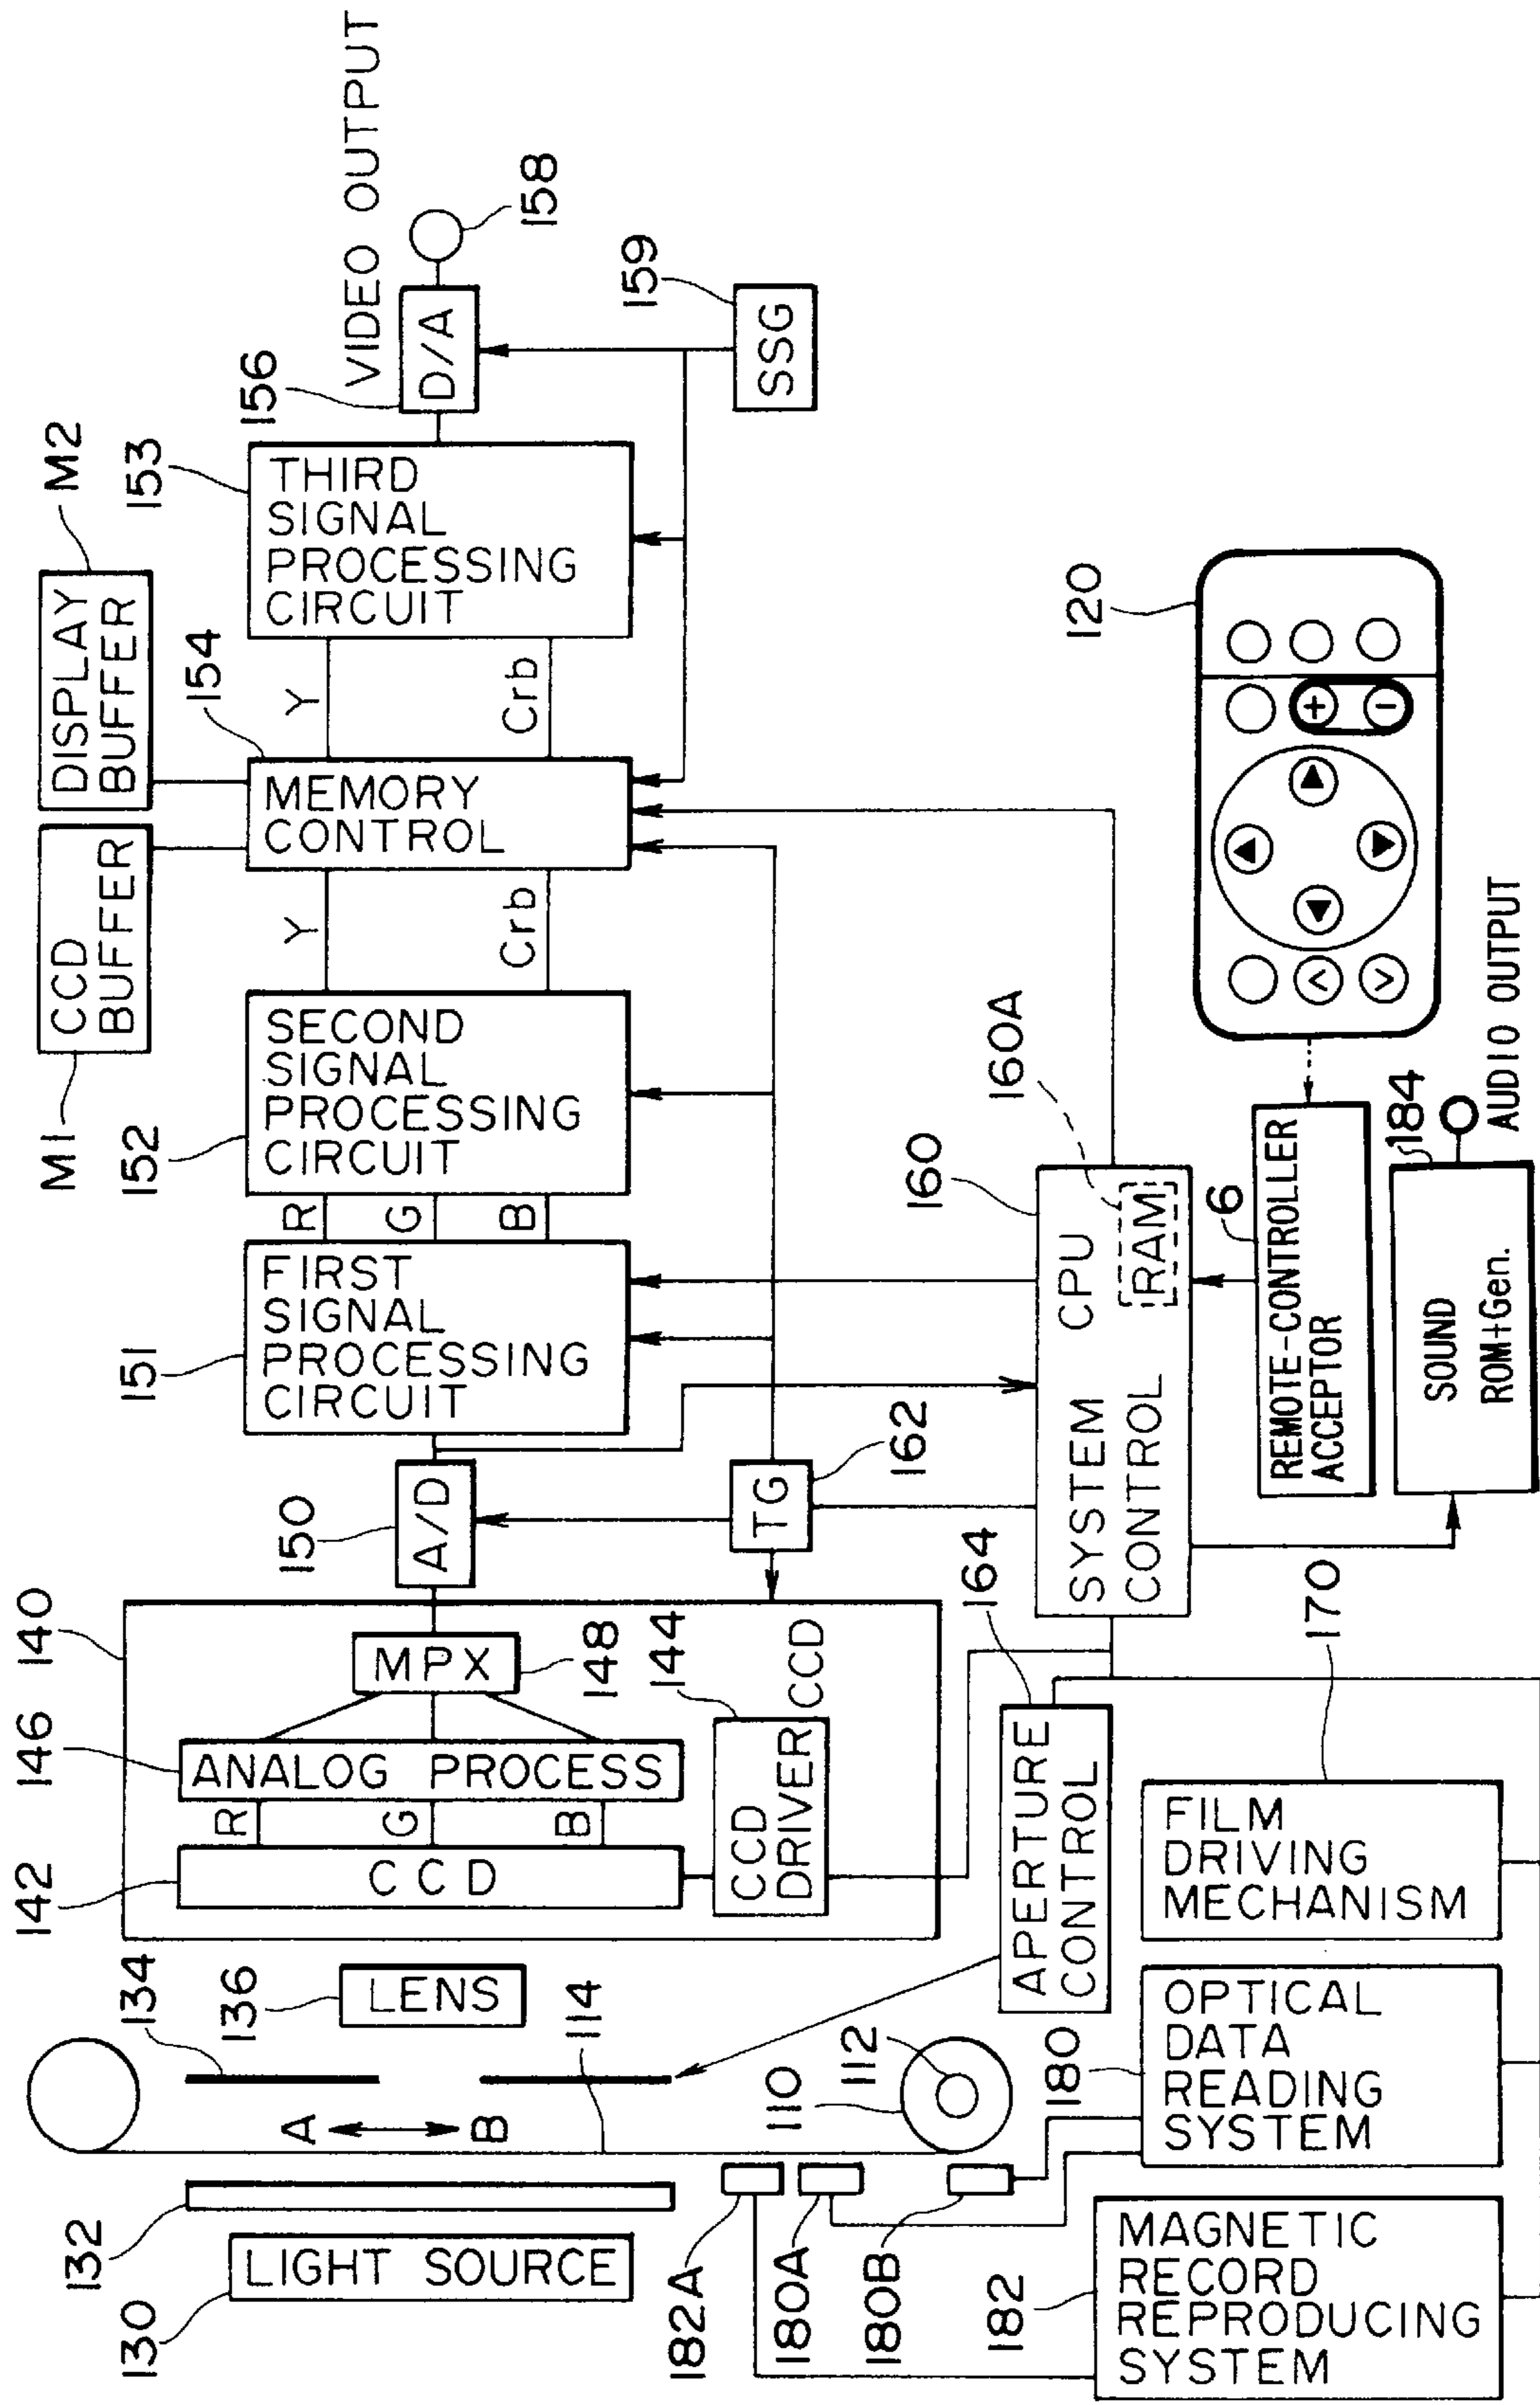 VIDEO OUTPUT
M1
CCD
BUFFER
DISPLAY
BUFFER
M2
140
146
142
134
136
132
130
LIGHT SOURCE
A
B
LENS
114
CCD
R
G
B
ANALOG PROCESS
MPX
148
144
CCD
DRIVER
CCD
150
A/D
151
FIRST
SIGNAL
PROCESSING
CIRCUIT
R
G
B
152
SECOND
SIGNAL
PROCESSING
CIRCUIT
Y
Crb
154
MEMORY
CONTROL
Y
Crb
153
THIRD
SIGNAL
PROCESSING
CIRCUIT
156
D/A
158
159
SSG
TG
162
110
112
182A
180A
180B
164
APERTURE
CONTROL
160
160A
SYSTEM
CONTROL
CPU
RAM
120
+
−
6
REMOTE-CONTROLLER
ACCEPTOR
184
SOUND
ROM+Gen.
AUDIO OUTPUT
182
MAGNETIC
RECORD
REPRODUCING
SYSTEM
180
OPTICAL
DATA
READING
SYSTEM
170
FILM
DRIVING
MECHANISM